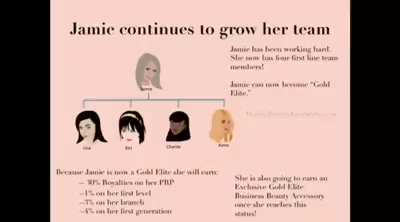 Jamie continues to grow her team
Jamie has been working hard.
She now has four first line team
members!
Jamie can now become "Gold
Elite."
Jamie
Lisa
Bec
Charlie
Anna
Because Jamie is now a Gold Elite she will earn:
-- 30% Royalties on her PRP
--4% on her first level
--3% on her branch
--4% on her first generation
She is also going to earn an
Exclusive Gold Elite
Business Beauty Accessory
once she reaches this
status!